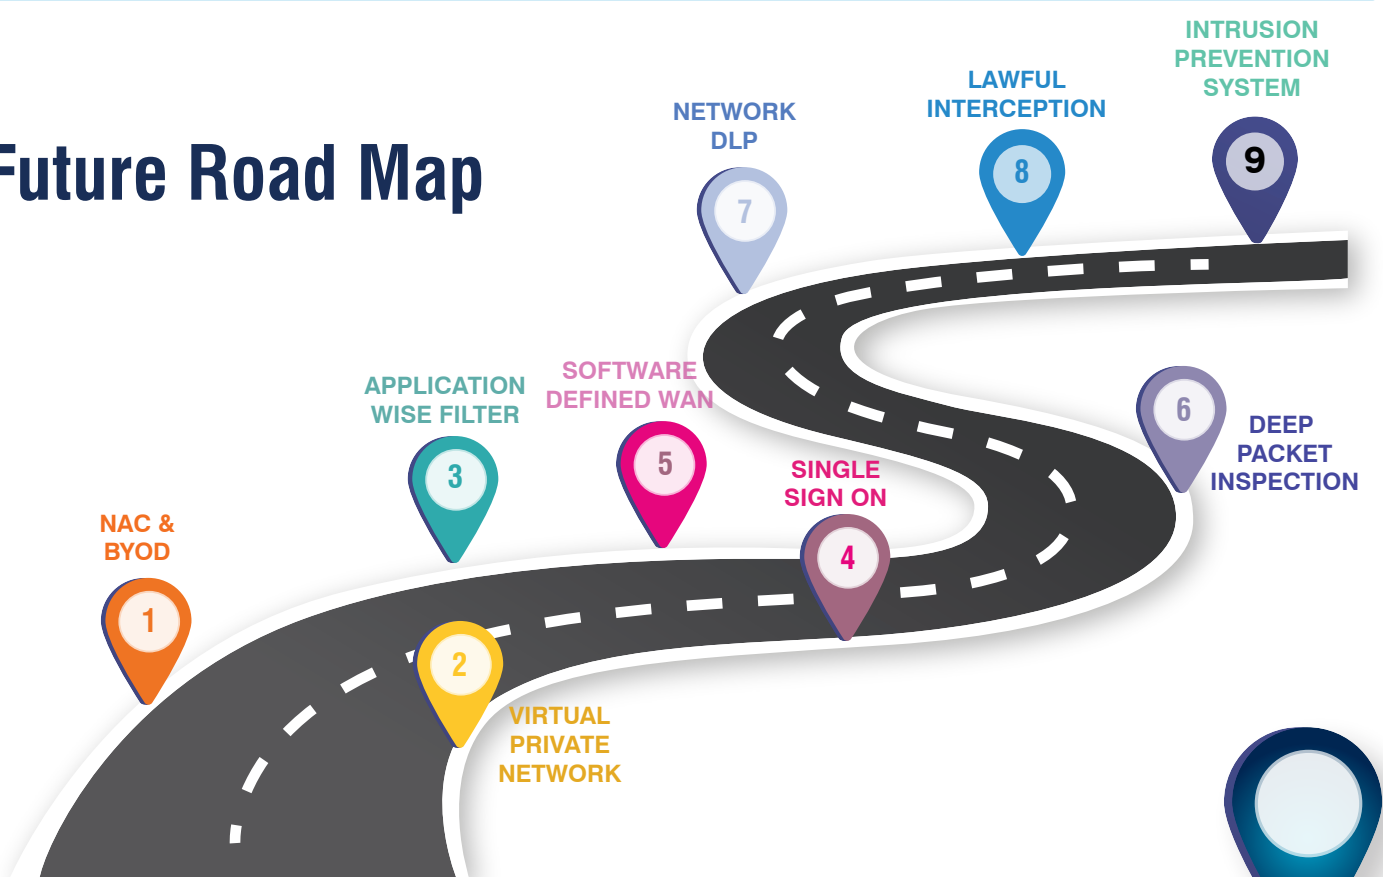 Future Road Map
NAC &
BYOD
1
2
VIRTUAL
PRIVATE
NETWORK
APPLICATION
WISE FILTER
3
SINGLE
SIGN ON
4
SOFTWARE
DEFINED WAN
5
6
DEEP
PACKET
INSPECTION
NETWORK
DLP
7
LAWFUL
INTERCEPTION
8
INTRUSION
PREVENTION
SYSTEM
9